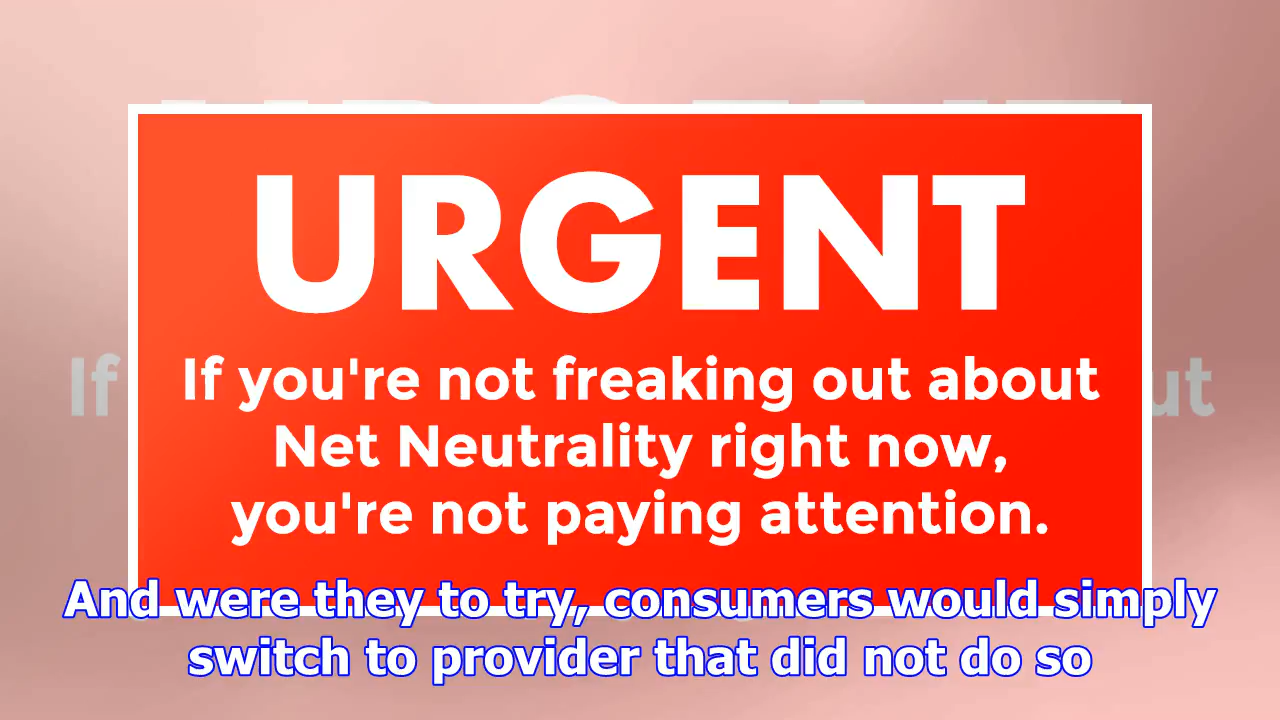 URGENT
If you're not freaking out about
Net Neutrality right now,
you're not paying attention.
And were they to try, consumers would simply
switch to provider that did not do so